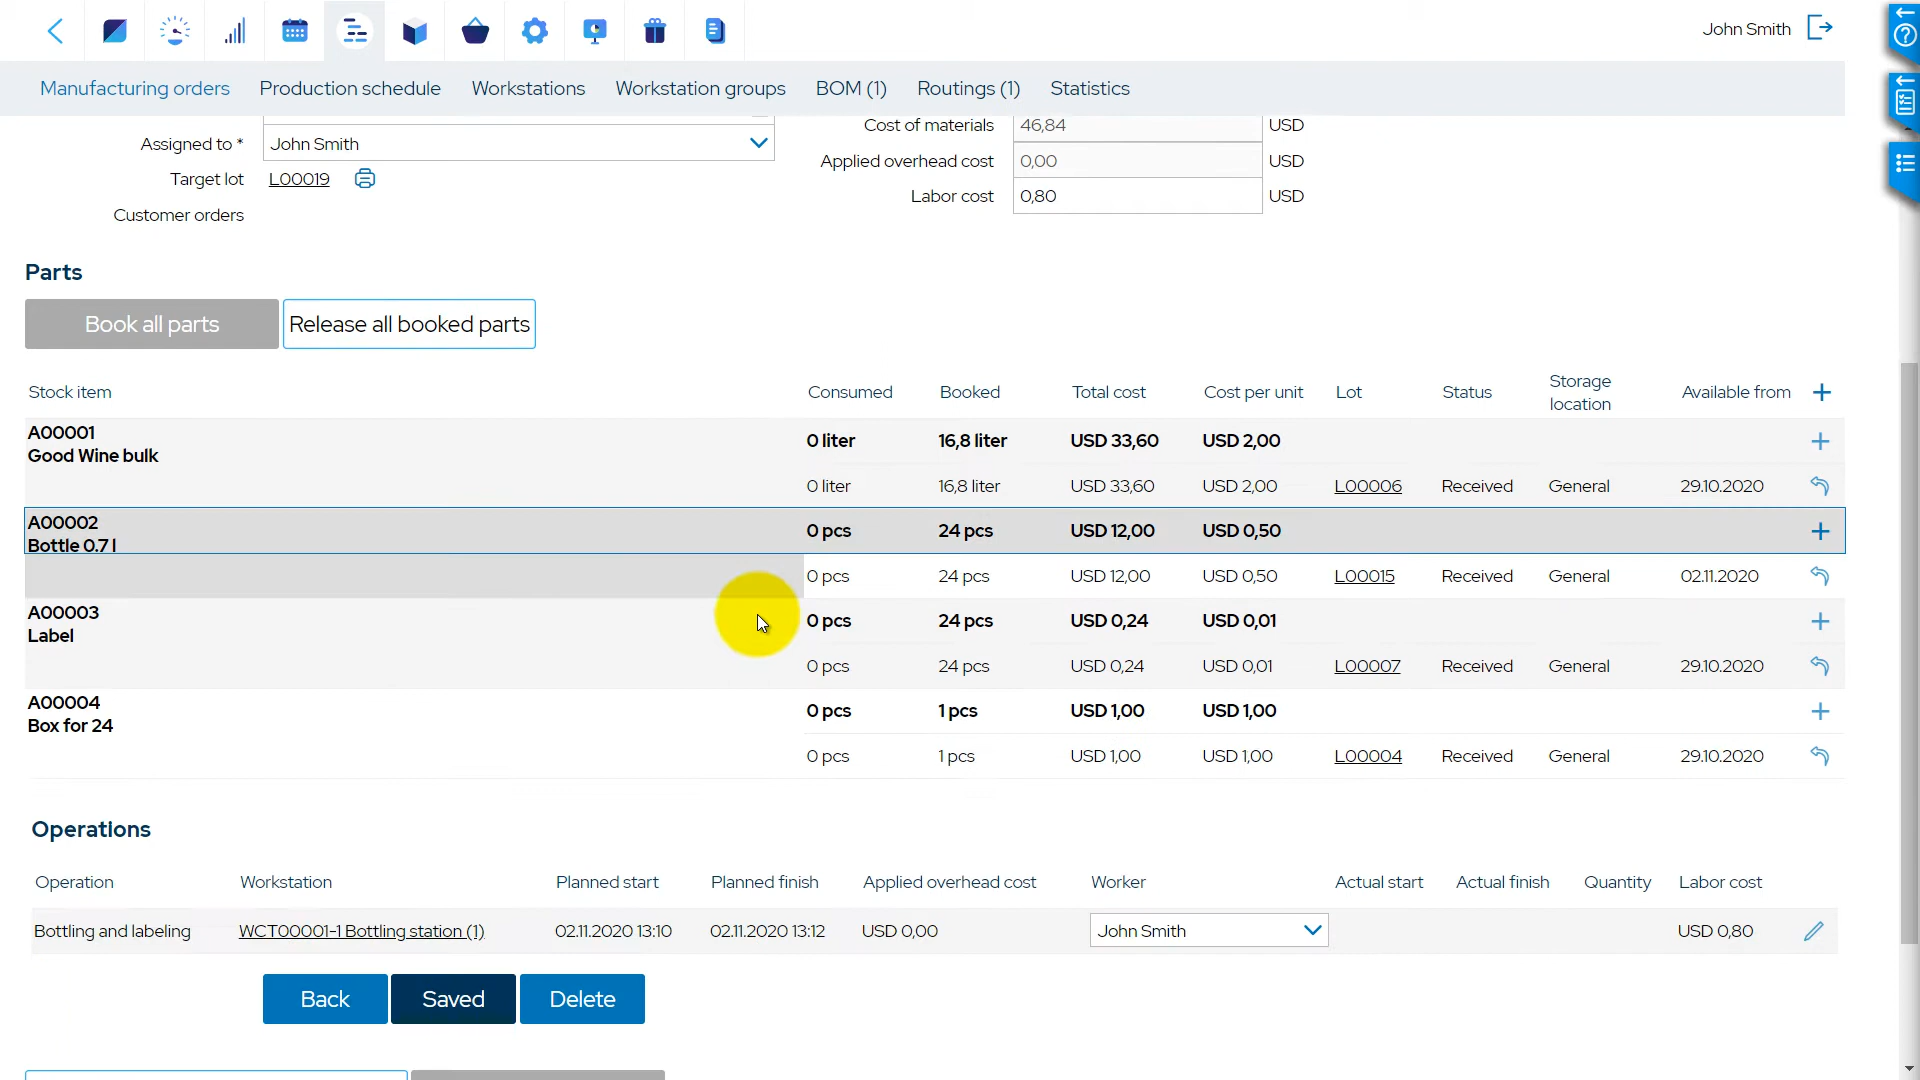 John Smith
Manufacturing orders Production schedule Workstations Workstation groups BOM (1) Routings (1) Statistics
Cost of materials 46,84 USD
Assigned to * John Smith
Applied overhead cost 0,00 USD
Target lot L00019
Labor cost 0,80 USD
Customer orders
Parts
Book all parts Release all booked parts
Stock item Consumed Booked Total cost Cost per unit Lot Status Storage location Available from
A00001
Good Wine bulk
0 liter 16,8 liter USD 33,60 USD 2,00
0 liter 16,8 liter USD 33,60 USD 2,00 L00006 Received General 29.10.2020
A00002
Bottle 0.7 l
0 pcs 24 pcs USD 12,00 USD 0,50
0 pcs 24 pcs USD 12,00 USD 0,50 L00015 Received General 02.11.2020
A00003
Label
0 pcs 24 pcs USD 0,24 USD 0,01
0 pcs 24 pcs USD 0,24 USD 0,01 L00007 Received General 29.10.2020
A00004
Box for 24
0 pcs 1 pcs USD 1,00 USD 1,00
0 pcs 1 pcs USD 1,00 USD 1,00 L00004 Received General 29.10.2020
Operations
Operation Workstation Planned start Planned finish Applied overhead cost Worker Actual start Actual finish Quantity Labor cost
Bottling and labeling WCT00001-1 Bottling station (1) 02.11.2020 13:10 02.11.2020 13:12 USD 0,00 John Smith USD 0,80
Back Saved Delete